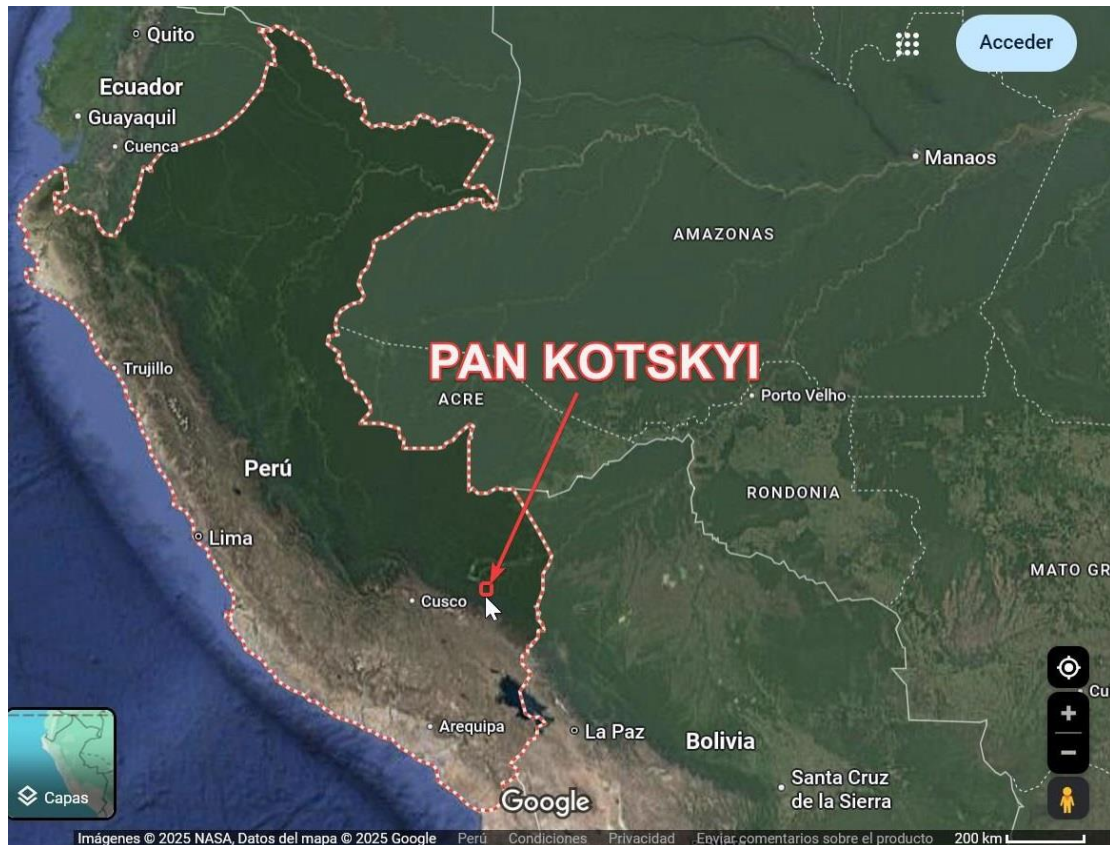 Quito
Acceder
Ecuador
Guayaquil
Cuenca
Manaos
AMAZONAS
PAN KOTSKYI
Trujillo
ACRE
Porto Velho
Perú
RONDONIA
Lima
MATO GR
Cusco
Cu
Arequipa
La Paz
Bolivia
Santa Cruz
de la Sierra
Capas
Google
Imágenes © 2025 NASA, Datos del mapa © 2025 Google Perú Condiciones Privacidad Enviar comentarios sobre el producto 200 km